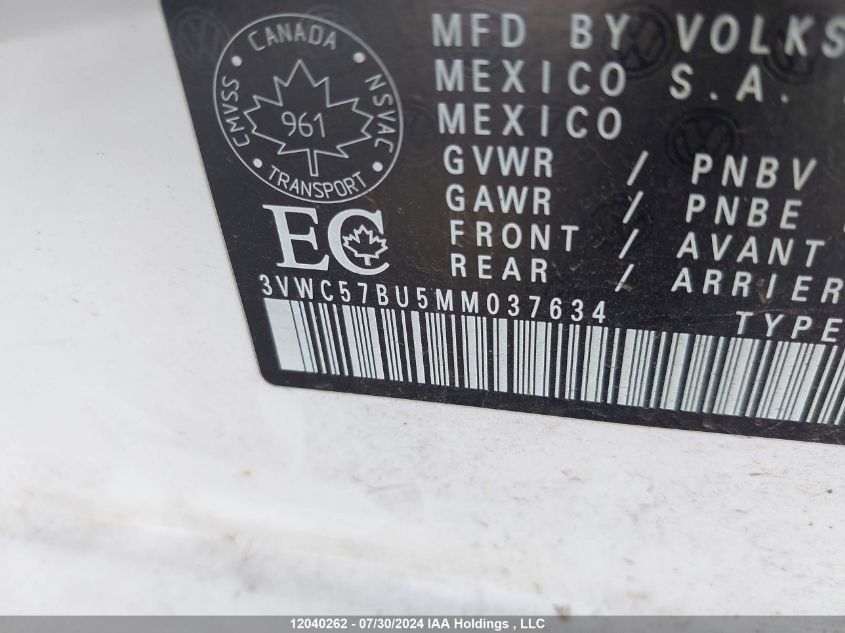 CANADA
CMVSS
NSVAC
961
TRANSPORT
EC
MFD BY VOLKS
MEXICO S.A.
MEXICO
GVWR / PNBV
GAWR / PNBE
FRONT / AVANT
REAR / ARRIER
3VWC57BU5MM037634
TYPE
12040262 - 07/30/2024 IAA Holdings , LLC